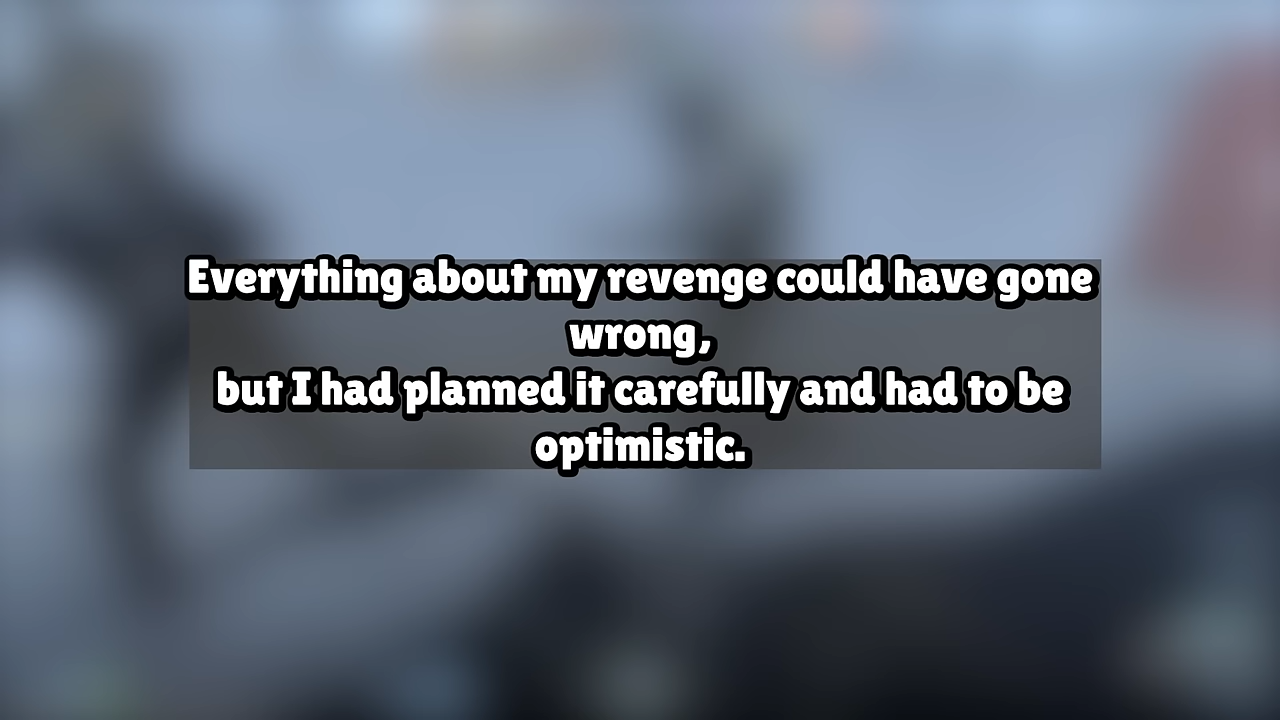 Everything about my revenge could have gone
wrong,
but I had planned it carefully and had to be
optimistic.